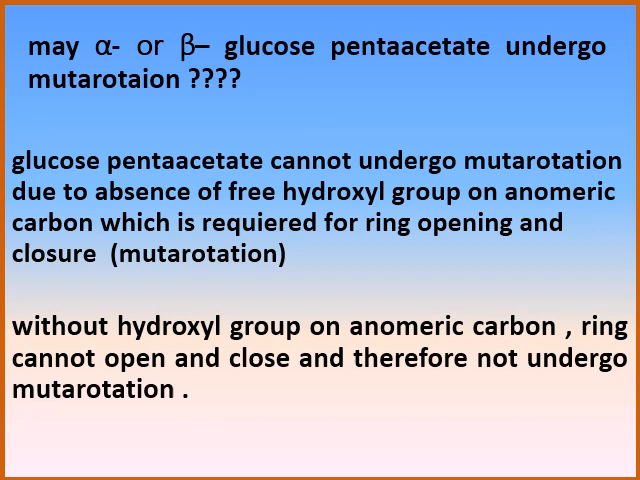 may α- or β– glucose pentaacetate undergo
mutarotaion ????
glucose pentaacetate cannot undergo mutarotation
due to absence of free hydroxyl group on anomeric
carbon which is requiered for ring opening and
closure (mutarotation)
without hydroxyl group on anomeric carbon , ring
cannot open and close and therefore not undergo
mutarotation .